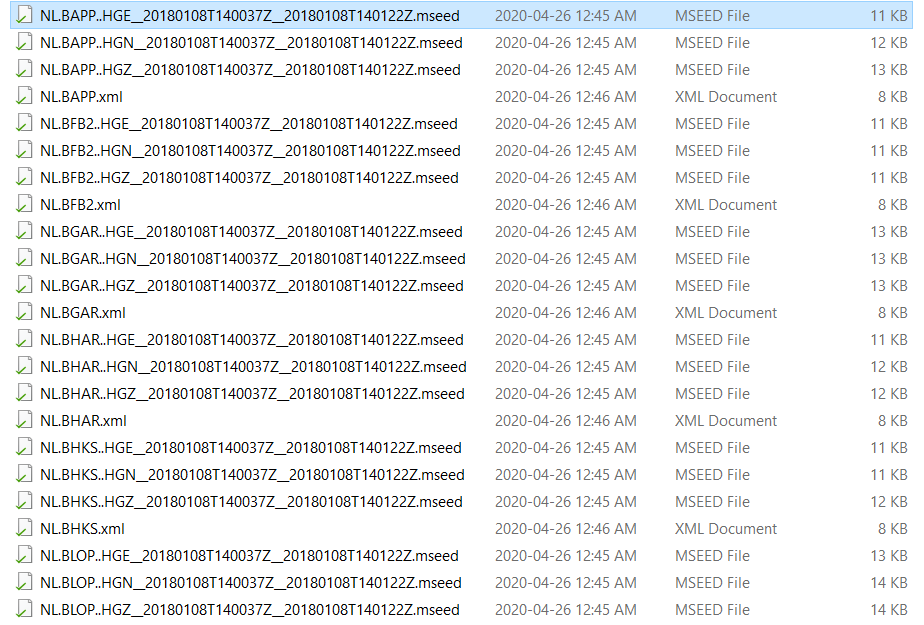 NL.BAPP..HGE__20180108T140037Z__20180108T140122Z.mseed 2020-04-26 12:45 AM MSEED File 11 KB
NL.BAPP..HGN__20180108T140037Z__20180108T140122Z.mseed 2020-04-26 12:45 AM MSEED File 12 KB
NL.BAPP..HGZ__20180108T140037Z__20180108T140122Z.mseed 2020-04-26 12:45 AM MSEED File 13 KB
NL.BAPP.xml 2020-04-26 12:46 AM XML Document 8 KB
NL.BFB2..HGE__20180108T140037Z__20180108T140122Z.mseed 2020-04-26 12:45 AM MSEED File 11 KB
NL.BFB2..HGN__20180108T140037Z__20180108T140122Z.mseed 2020-04-26 12:45 AM MSEED File 11 KB
NL.BFB2..HGZ__20180108T140037Z__20180108T140122Z.mseed 2020-04-26 12:45 AM MSEED File 11 KB
NL.BFB2.xml 2020-04-26 12:46 AM XML Document 8 KB
NL.BGAR..HGE__20180108T140037Z__20180108T140122Z.mseed 2020-04-26 12:45 AM MSEED File 13 KB
NL.BGAR..HGN__20180108T140037Z__20180108T140122Z.mseed 2020-04-26 12:45 AM MSEED File 13 KB
NL.BGAR..HGZ__20180108T140037Z__20180108T140122Z.mseed 2020-04-26 12:45 AM MSEED File 13 KB
NL.BGAR.xml 2020-04-26 12:46 AM XML Document 8 KB
NL.BHAR..HGE__20180108T140037Z__20180108T140122Z.mseed 2020-04-26 12:45 AM MSEED File 11 KB
NL.BHAR..HGN__20180108T140037Z__20180108T140122Z.mseed 2020-04-26 12:45 AM MSEED File 12 KB
NL.BHAR..HGZ__20180108T140037Z__20180108T140122Z.mseed 2020-04-26 12:45 AM MSEED File 12 KB
NL.BHAR.xml 2020-04-26 12:46 AM XML Document 8 KB
NL.BHKS..HGE__20180108T140037Z__20180108T140122Z.mseed 2020-04-26 12:45 AM MSEED File 11 KB
NL.BHKS..HGN__20180108T140037Z__20180108T140122Z.mseed 2020-04-26 12:45 AM MSEED File 11 KB
NL.BHKS..HGZ__20180108T140037Z__20180108T140122Z.mseed 2020-04-26 12:45 AM MSEED File 12 KB
NL.BHKS.xml 2020-04-26 12:46 AM XML Document 8 KB
NL.BLOP..HGE__20180108T140037Z__20180108T140122Z.mseed 2020-04-26 12:45 AM MSEED File 13 KB
NL.BLOP..HGN__20180108T140037Z__20180108T140122Z.mseed 2020-04-26 12:45 AM MSEED File 14 KB
NL.BLOP..HGZ__20180108T140037Z__20180108T140122Z.mseed 2020-04-26 12:45 AM MSEED File 14 KB